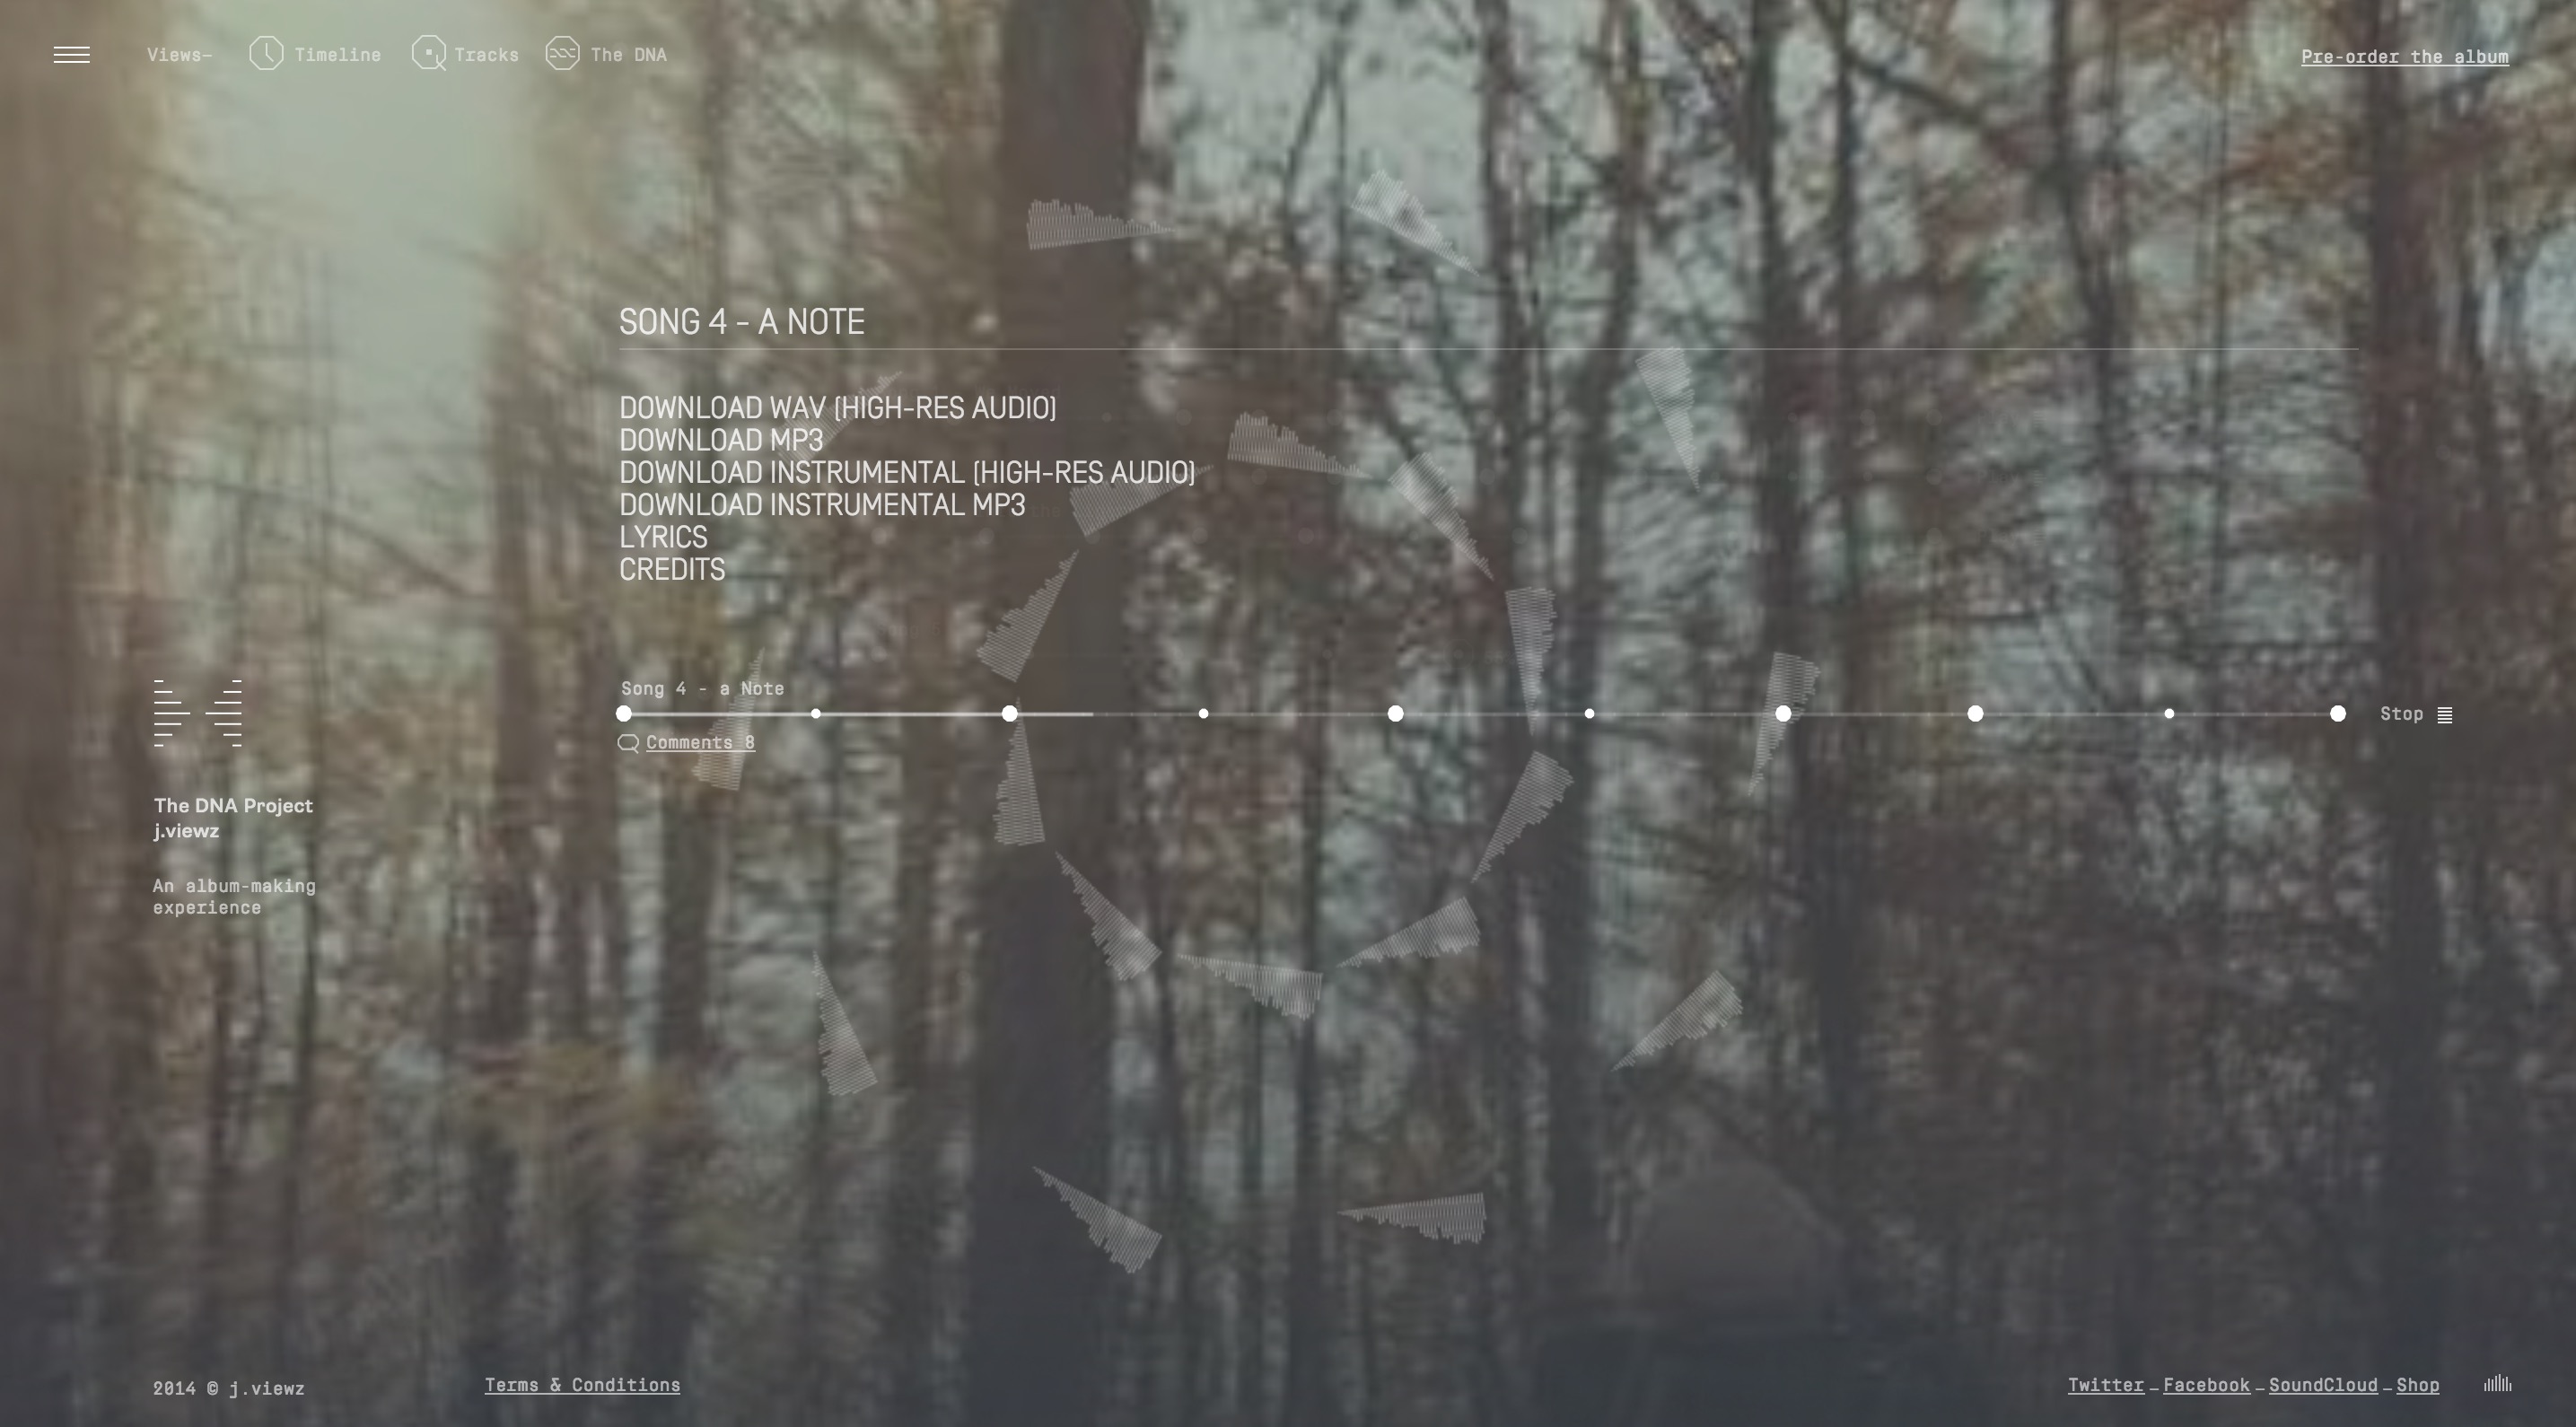 Views—
Timeline
Tracks
The DNA
Pre-order the album
SONG 4 - A NOTE
DOWNLOAD WAV (HIGH-RES AUDIO)
DOWNLOAD MP3
DOWNLOAD INSTRUMENTAL (HIGH-RES AUDIO)
DOWNLOAD INSTRUMENTAL MP3
LYRICS
CREDITS
Song 4 - a Note
Stop
Comments 8
The DNA Project
j.viewz
An album-making
experience
2014 © j.viewz
Terms & Conditions
Twitter – Facebook – SoundCloud – Shop